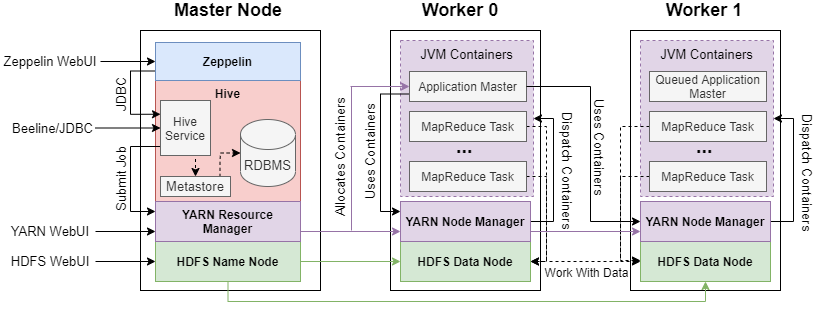 Master Node
Worker 0
Worker 1
Zeppelin WebUI
Zeppelin
JDBC
Hive
Hive
Service
Beeline/JDBC
RDBMS
Metastore
Submit Job
YARN WebUI
YARN Resource
Manager
HDFS WebUI
HDFS Name Node
Allocates Containers
Uses Containers
JVM Containers
Application Master
MapReduce Task
...
MapReduce Task
YARN Node Manager
HDFS Data Node
Dispatch Containers
Uses Containers
Work With Data
JVM Containers
Queued Application
Master
MapReduce Task
...
MapReduce Task
YARN Node Manager
HDFS Data Node
Dispatch Containers